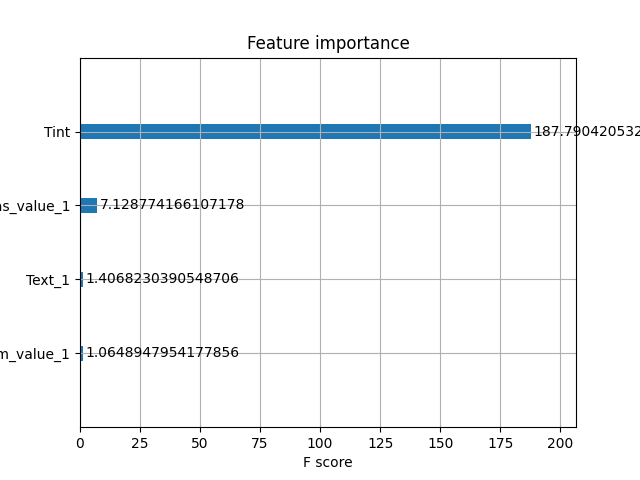 Feature importance
Tint
187.790420532
s_value_1
7.128774166107178
Text_1
1.4068230390548706
m_value_1
1.0648947954177856
0 25 50 75 100 125 150 175 200
F score